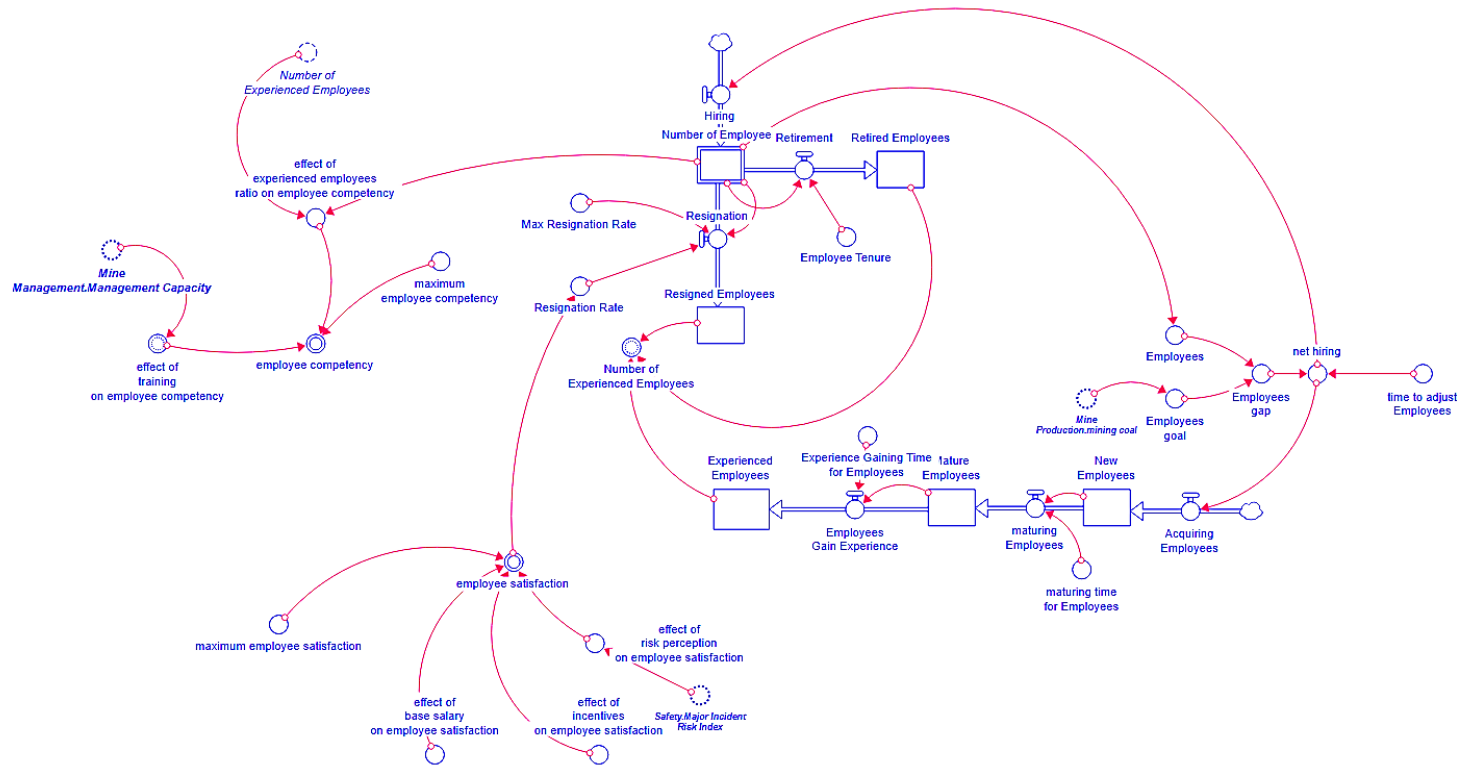 Number of
Experienced Employees
effect of
experienced employees
ratio on employee competency
Mine
Management.Management Capacity
maximum
employee competency
effect of
training
on employee competency
employee competency
Hiring
Number of Employee
Retirement
Retired Employees
Max Resignation Rate
Resignation
Employee Tenure
Resignation Rate
Resigned Employees
Number of
Experienced Employees
Employees
net hiring
Employees
gap
time to adjust
Employees
Mine
Production.mining coal
Employees
goal
Experienced
Employees
Experience Gaining Time
for Employees
Mature
Employees
New
Employees
Employees
Gain Experience
maturing
Employees
Acquiring
Employees
maturing time
for Employees
employee satisfaction
maximum employee satisfaction
effect of
risk perception
on employee satisfaction
effect of
base salary
on employee satisfaction
effect of
incentives
on employee satisfaction
Safety.Major Incident
Risk Index